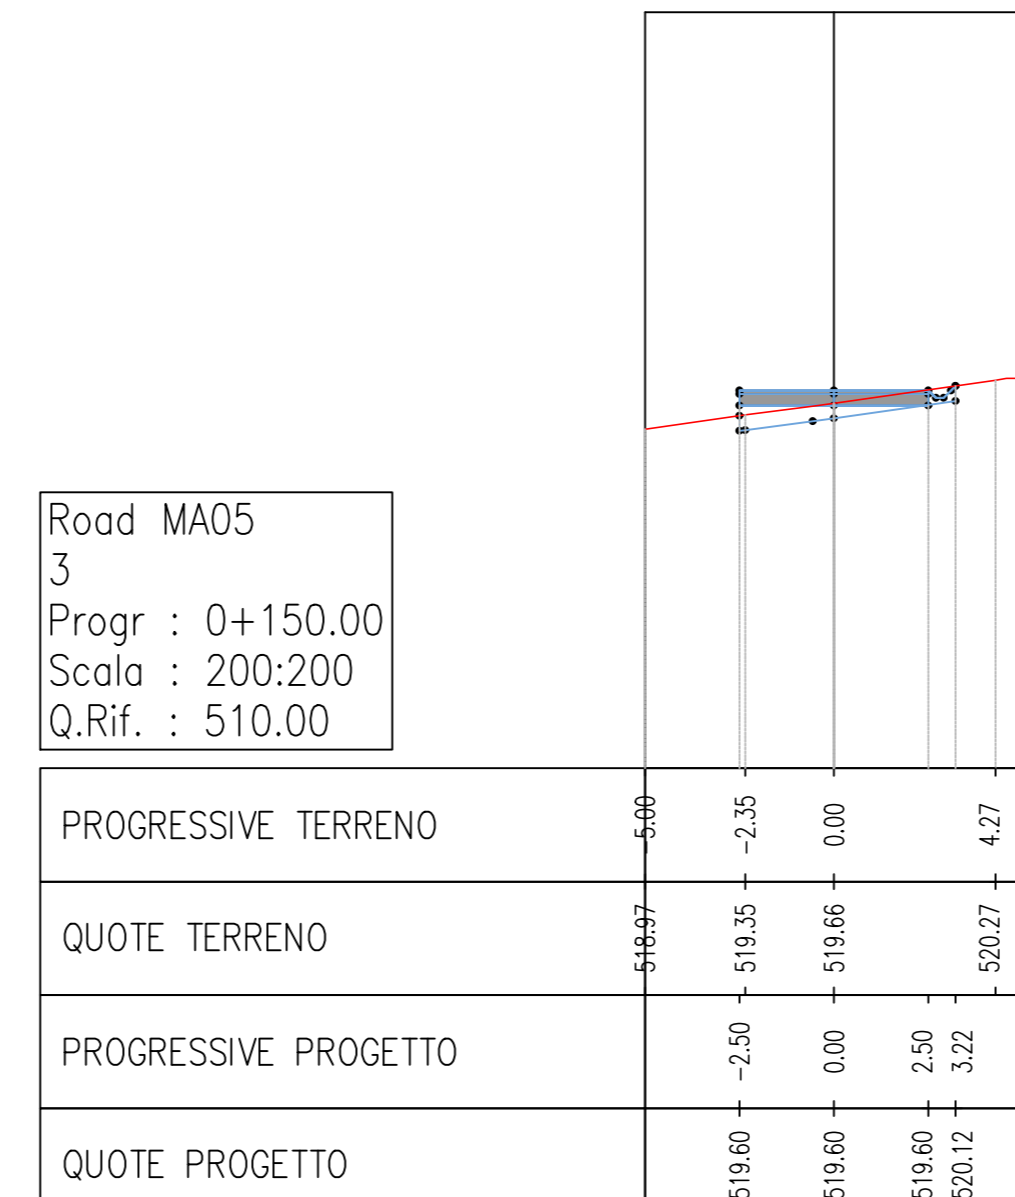 Road MA05
3
Progr : 0+150.00
Scala : 200:200
Q.Rif. : 510.00
PROGRESSIVE TERRENO -5.00 -2.35 0.00 4.27
QUOTE TERRENO 518.97 519.35 519.66 520.27
PROGRESSIVE PROGETTO -2.50 0.00 2.50 3.22
QUOTE PROGETTO 519.60 519.60 519.60 520.12